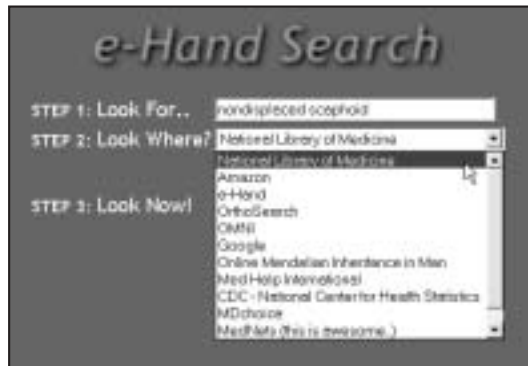 e-Hand Search
STEP 1: Look For.. nondisplaced scaphoid
STEP 2: Look Where? National Library of Medicine
National Library of Medicine
Amazon
e-Hand
OrthoSearch
STEP 3: Look Now!
OMNI
Google
Online Mendelian Inheritance in Man
Med Help International
CDC - National Center for Health Statistics
MDchoice
MedNets (this is awesome.)